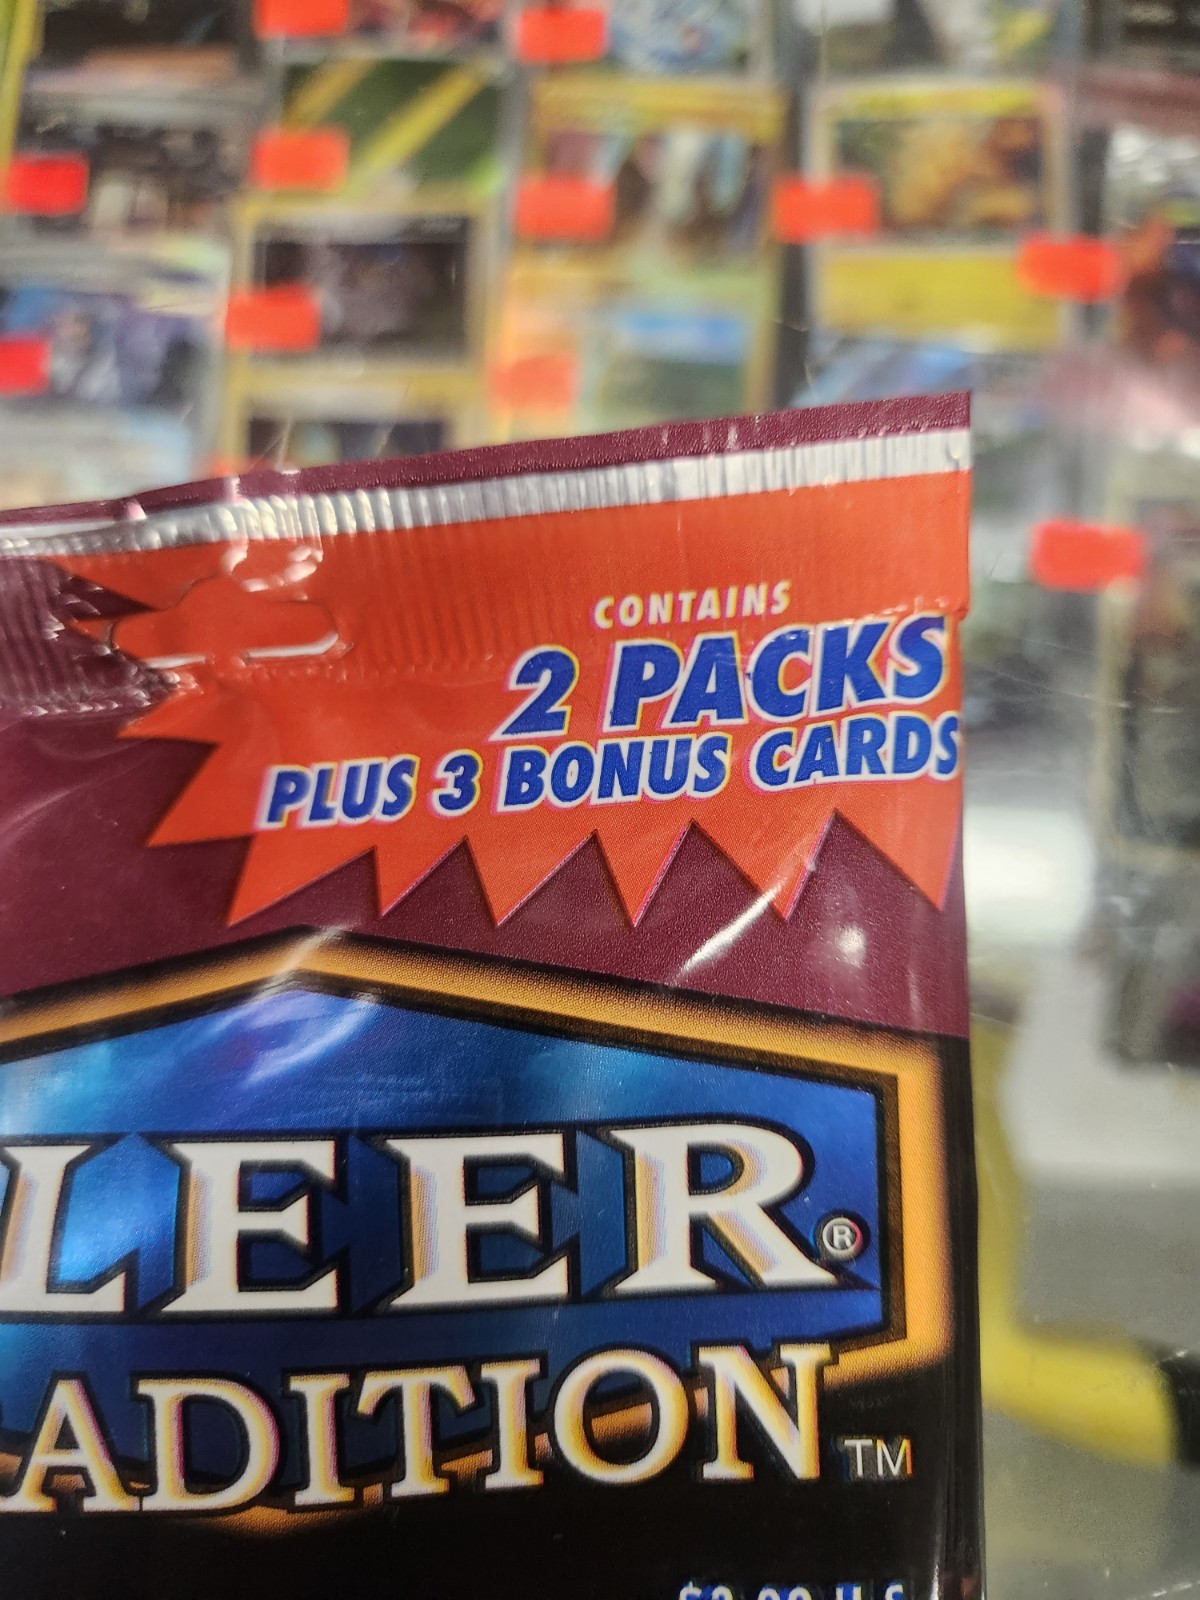 CONTAINS
2 PACKS
PLUS 3 BONUS CARDS
LEER®
ADITION™